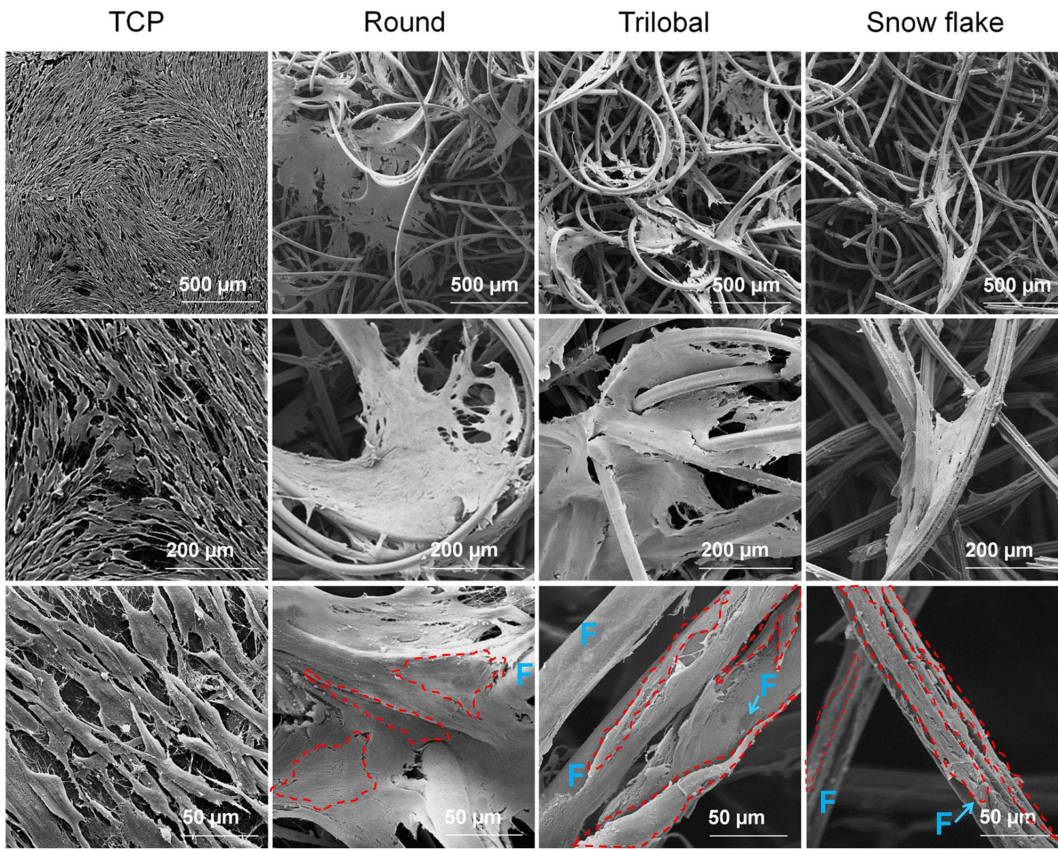 TCP Round Trilobal Snow flake
500 µm 500 µm 500 µm 500 µm
200 µm 200 µm 200 µm 200 µm
F F F
F
F F F
50 µm 50 µm 50 µm 50 µm